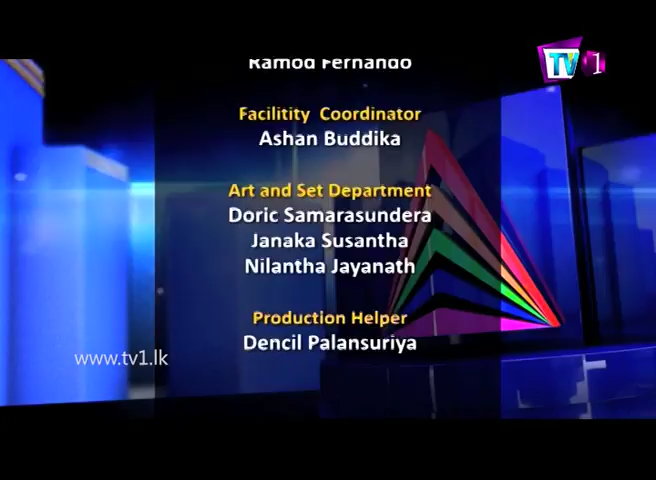 Ramod Fernando
TV1
Facilitity Coordinator
Ashan Buddika
Art and Set Department
Doric Samarasundera
Janaka Susantha
Nilantha Jayanath
Production Helper
Dencil Palansuriya
www.tv1.lk